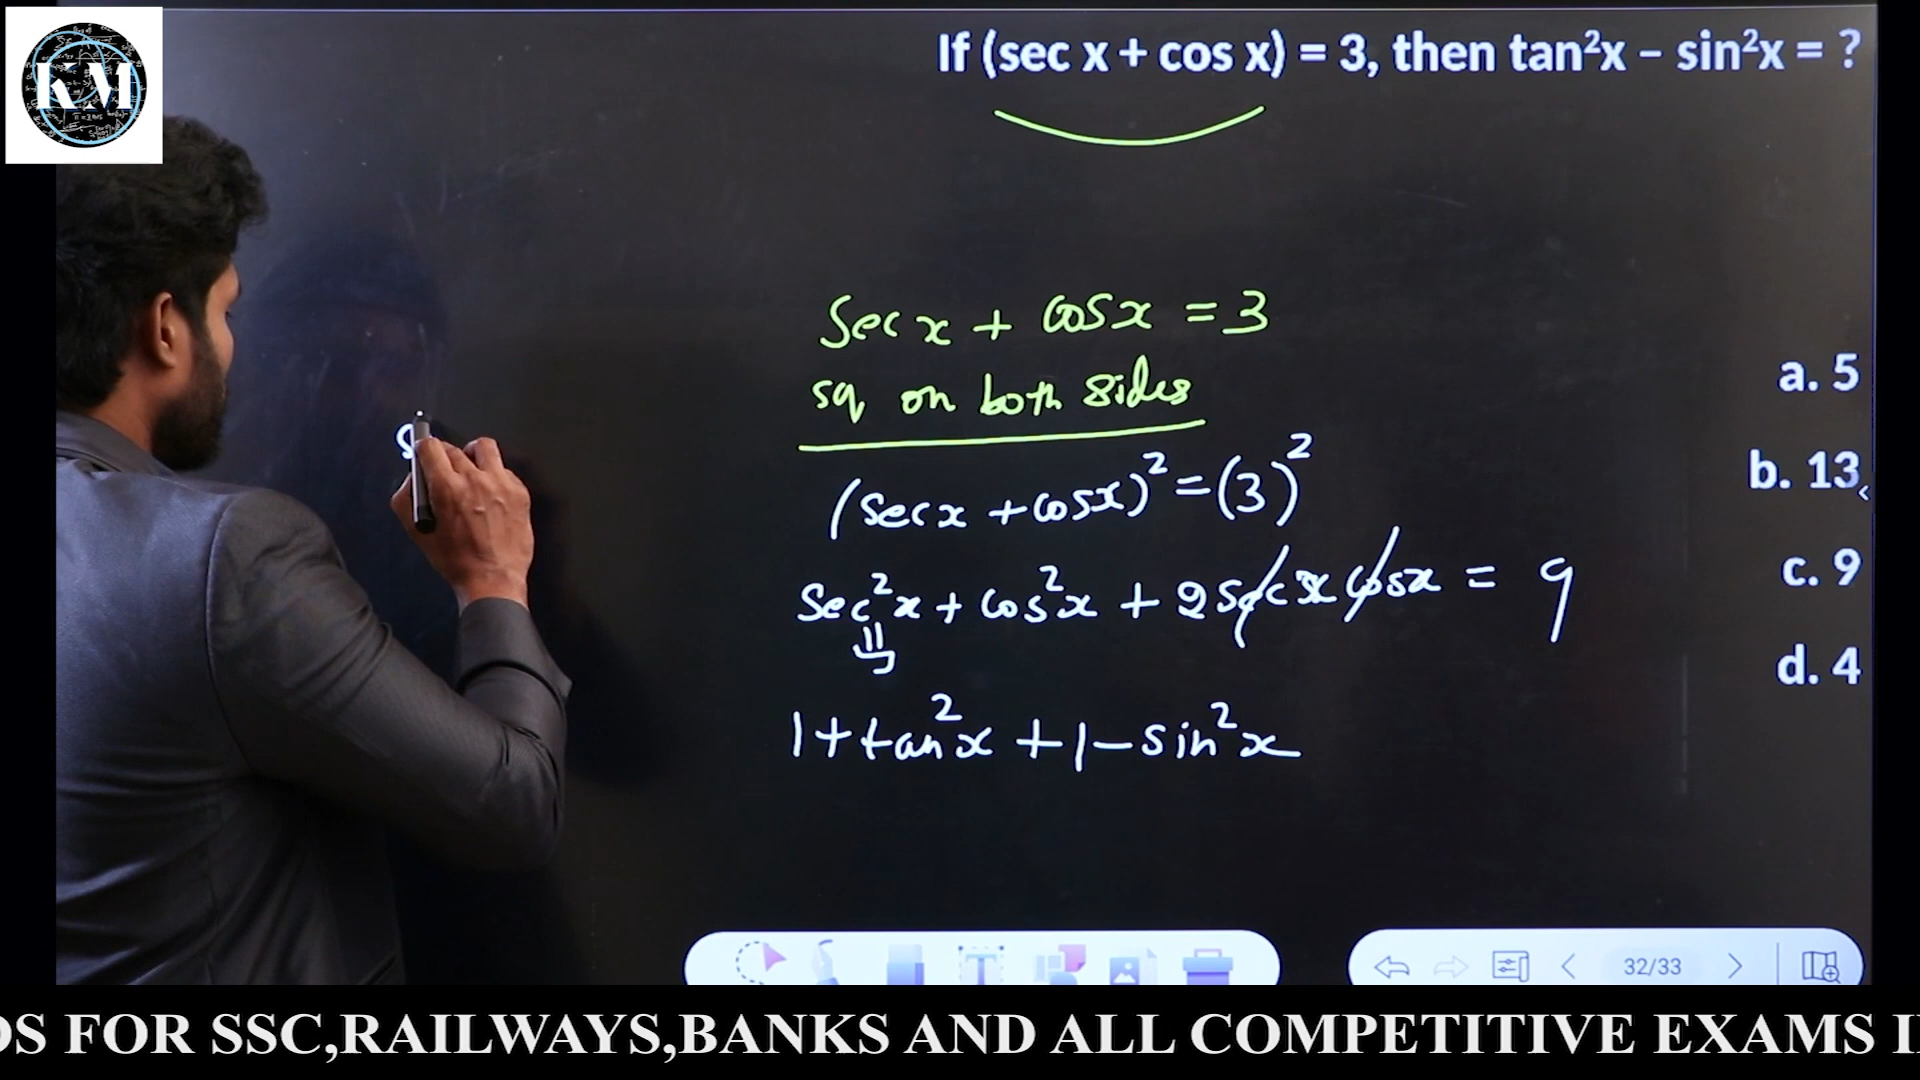 KM
If (sec x + cos x) = 3, then tan²x – sin²x = ?
Sec x + cosx = 3
sq on both sides
(secx + cosx)² = (3)²
sec²x + cos²x + 2 secx cosx = 9
1 + tan²x + 1 - sin²x
a. 5
b. 13
c. 9
d. 4
T
32/33
FOR SSC,RAILWAYS,BANKS AND ALL COMPETITIVE EXAMS